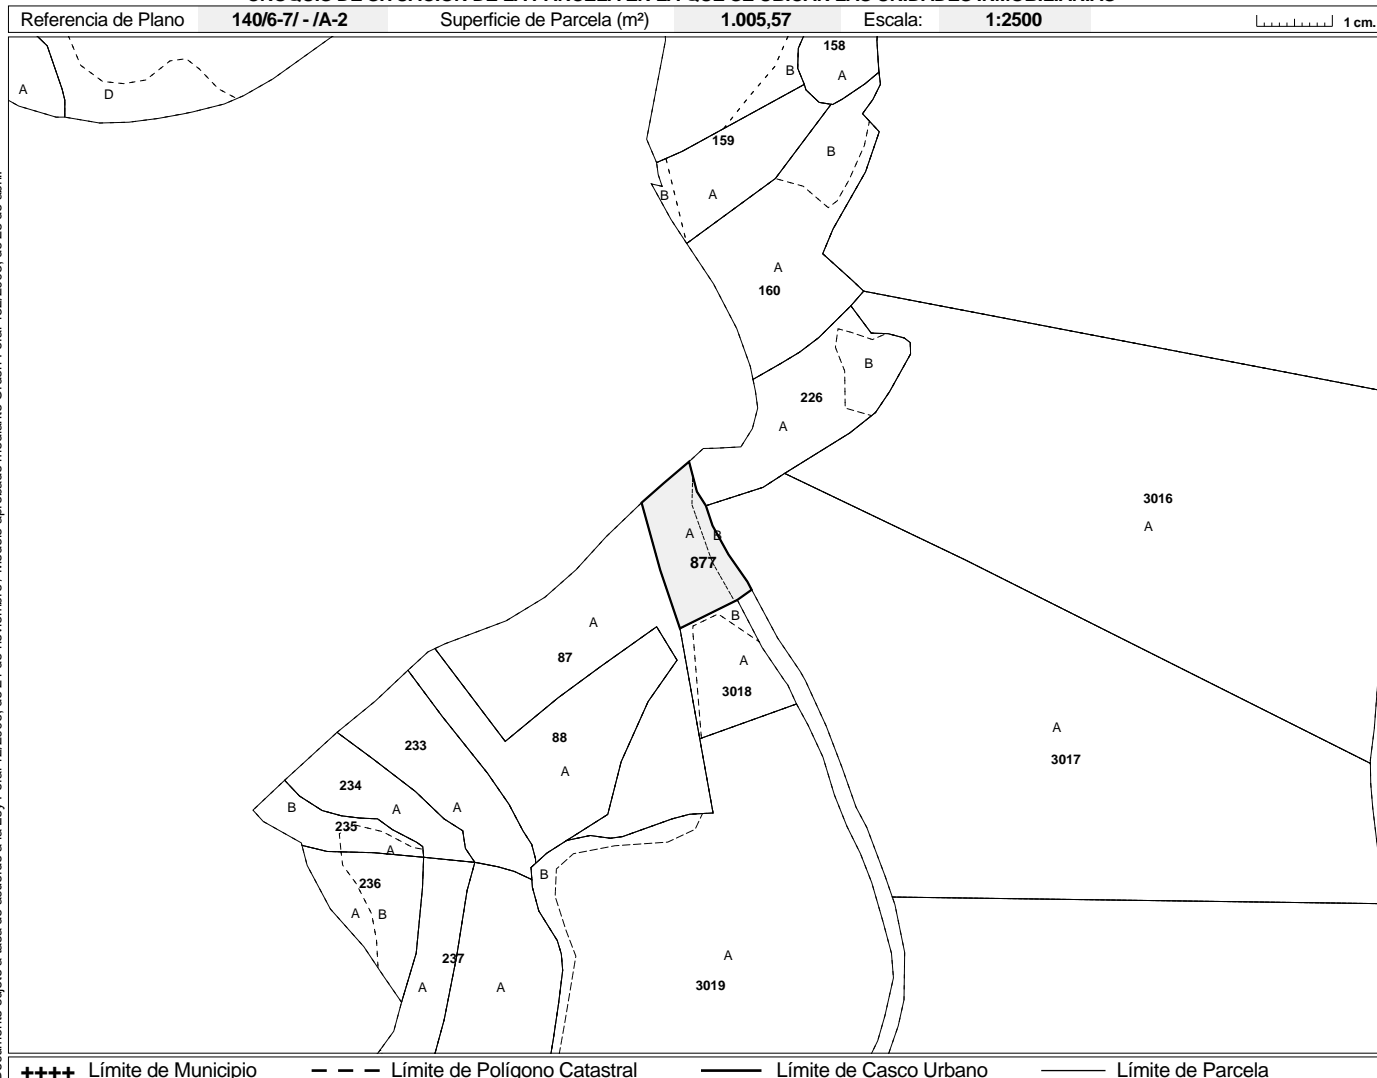 Referencia de Plano 140/6-7/ - /A-2 Superficie de Parcela (m²) 1.005,57 Escala: 1:2500 1 cm.
158
B
A
A
D
159
B
B
A
A
160
B
226
A
3016
A
A
B
877
A
B
87
A
3018
233
88
A
A
3017
234
B
A
A
235
A
B
236
A
B
237
A
A
A
3019
++++ Límite de Municipio — — — Límite de Polígono Catastral Límite de Casco Urbano Límite de Parcela